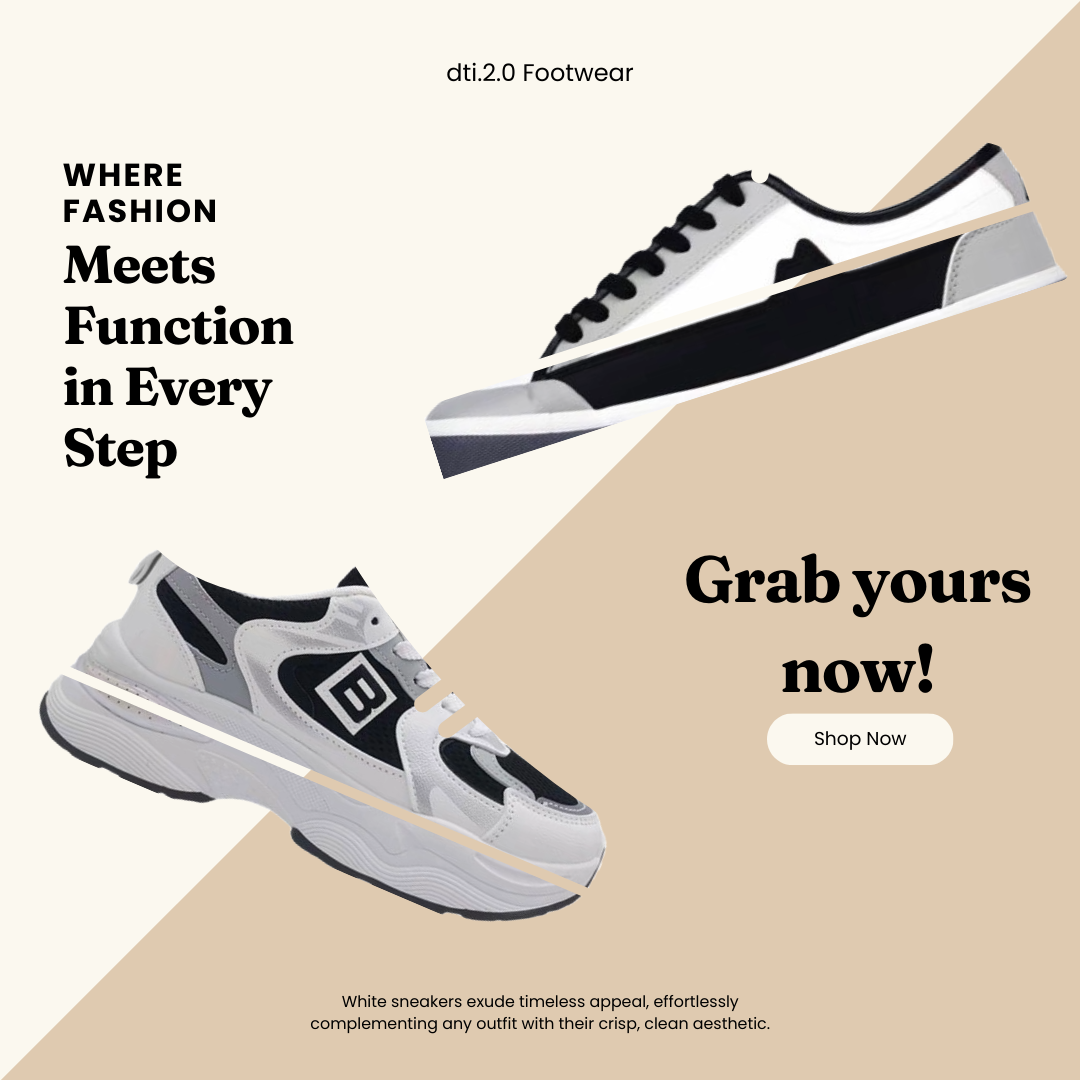 dti.2.0 Footwear
WHERE
FASHION
Meets
Function
in Every
Step
B
Grab yours
now!
Shop Now
White sneakers exude timeless appeal, effortlessly
complementing any outfit with their crisp, clean aesthetic.